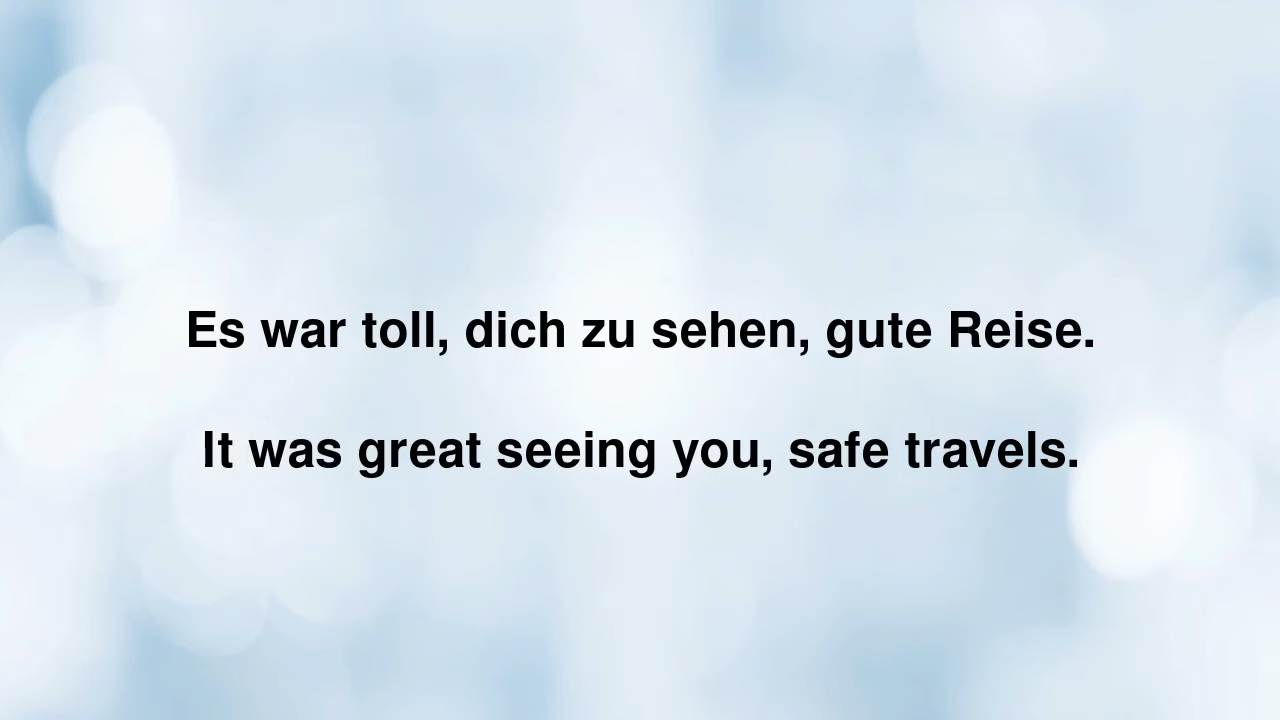 Es war toll, dich zu sehen, gute Reise.
It was great seeing you, safe travels.